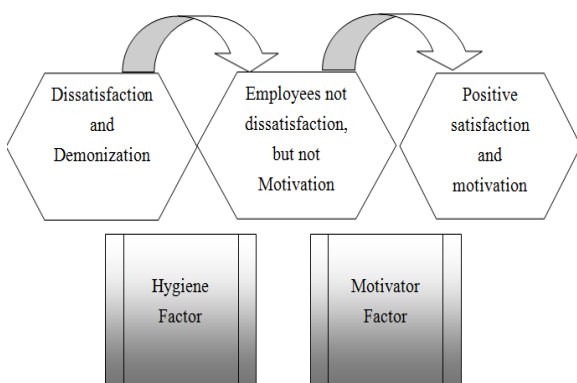 Dissatisfaction
and
Demonization
Employees not
dissatisfaction,
but not
Motivation
Positive
satisfaction
and
motivation
Hygiene
Factor
Motivator
Factor